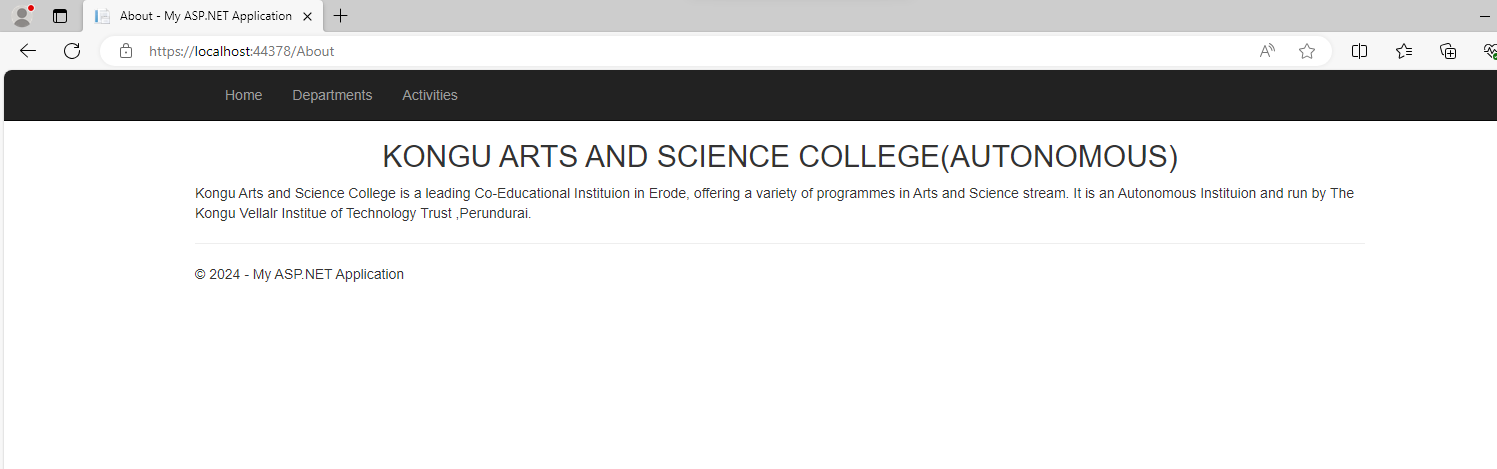 About - My ASP.NET Application
https://localhost:44378/About
Home Departments Activities
KONGU ARTS AND SCIENCE COLLEGE(AUTONOMOUS)
Kongu Arts and Science College is a leading Co-Educational Instituion in Erode, offering a variety of programmes in Arts and Science stream. It is an Autonomous Instituion and run by The
Kongu Vellalr Institue of Technology Trust ,Perundurai.
© 2024 - My ASP.NET Application